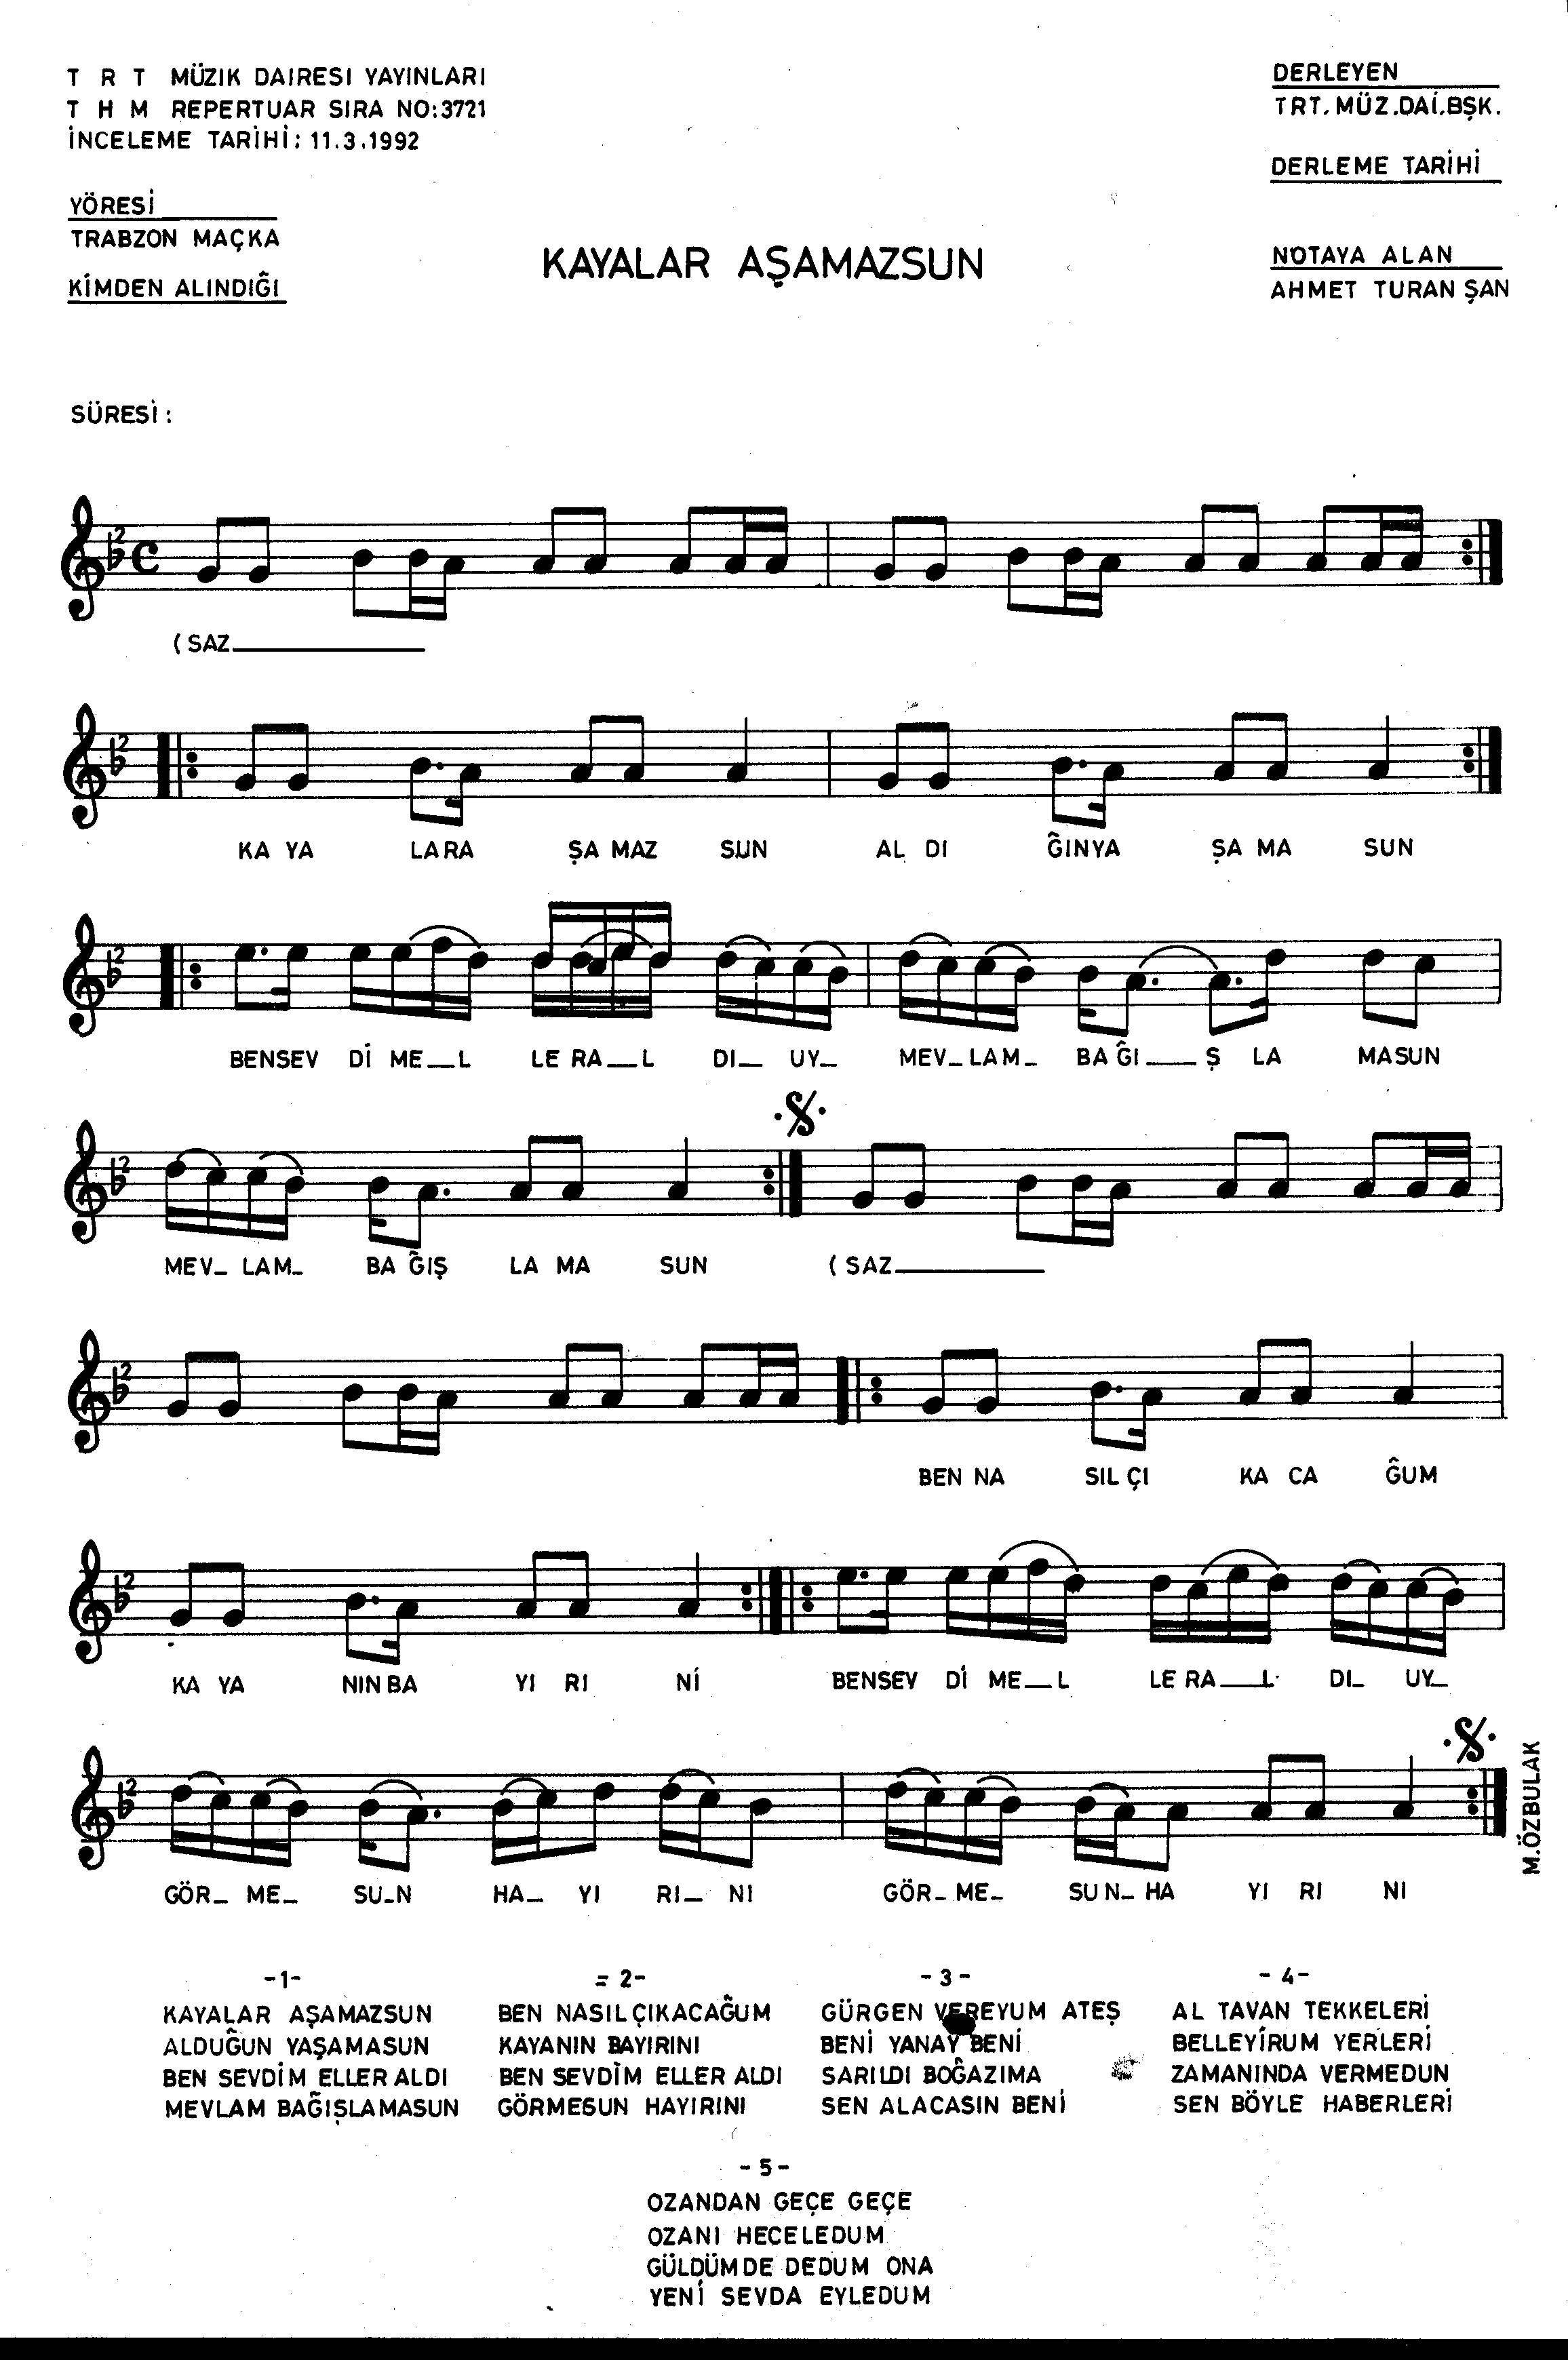 T R T MÜZIK DAIRESI YAYINLARI
T H M REPERTUAR SIRA NO:3721
İNCELEME TARİHİ: 11.3.1992
DERLEYEN
TRT. MÜZ.DAİ.BŞK.
DERLEME TARİHİ
YÖRESİ
TRABZON MAÇKA
KİMDEN ALINDIĞI
KAYALAR AŞAMAZSUN
NOTAYA ALAN
AHMET TURAN ŞAN
SÜRESİ:
(SAZ
KA YA LARA ŞA MAZ SUN AL DI ĞINYA ŞA MA SUN
BENSEV Dİ ME_L LE RA_L DI_ UY_ MEV_LAM_ BA ĞI_Ş LA MASUN
MEV_ LAM_ BA ĞIŞ LA MA SUN (SAZ
BEN NA SIL ÇI KA CA ĞUM
KA YA NIN BA YI RI Nİ BENSEV Dİ ME_L LE RA_L DI_ UY_
GÖR_ ME_ SU_N HA_ YI RI_ NI GÖR_ ME_ SUN_ HA YI RI NI
M.ÖZBULAK
-1-
KAYALAR AŞAMAZSUN
ALDUĞUN YAŞAMASUN
BEN SEVDİM ELLER ALDI
MEVLAM BAĞIŞLAMASUN
-2-
BEN NASIL ÇIKACAĞUM
KAYANIN BAYIRINI
BEN SEVDİM ELLER ALDI
GÖRMESUN HAYIRINI
-3-
GÜRGEN VEREYUM ATEŞ
BENİ YANAY BENİ
SARILDI BOĞAZIMA
SEN ALACASIN BENİ
-4-
AL TAVAN TEKKELERİ
BELLEYİRUM YERLERİ
ZAMANINDA VERMEDUN
SEN BÖYLE HABERLERİ
-5-
OZANDAN GEÇE GEÇE
OZANI HECELEDUM
GÜLDÜM DE DEDUM ONA
YENİ SEVDA EYLEDUM